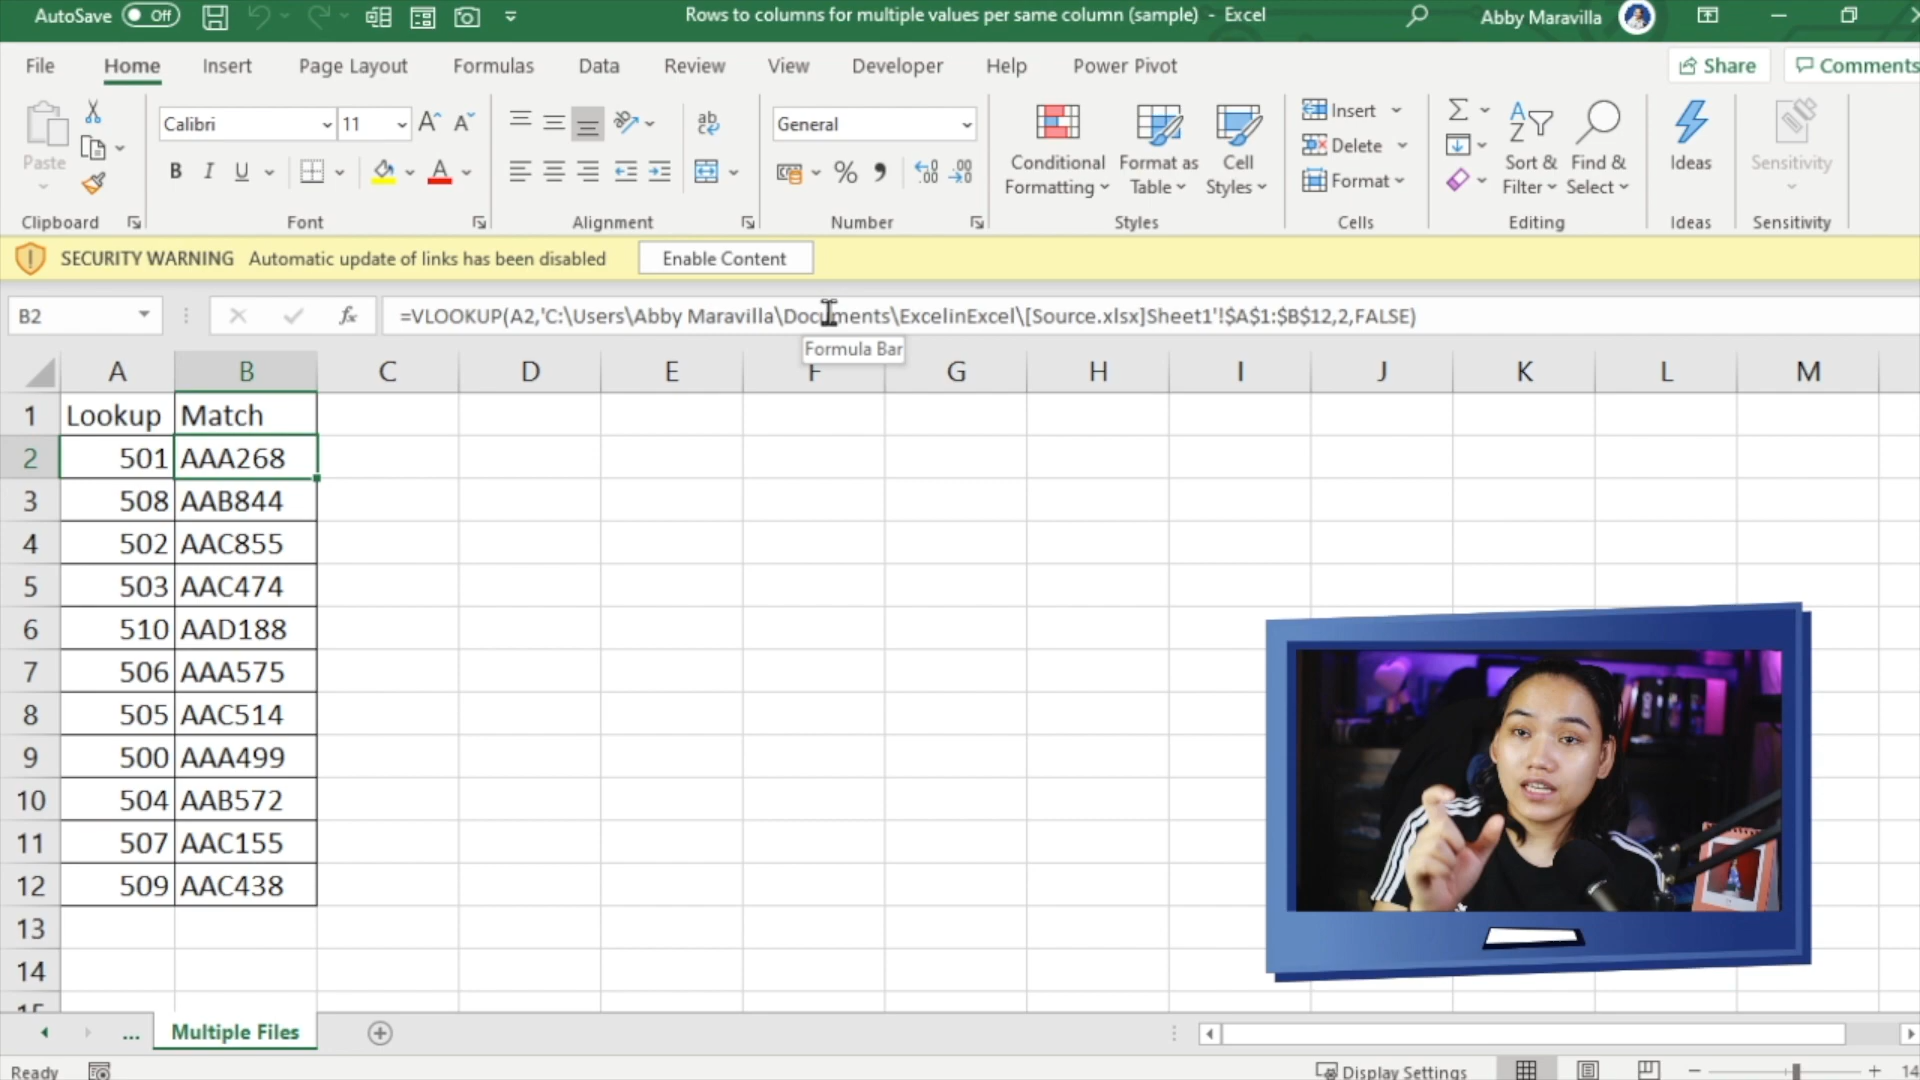 AutoSave Off Rows to columns for multiple values per same column (sample) - Excel Abby Maravilla
File Home Insert Page Layout Formulas Data Review View Developer Help Power Pivot Share Comments
Calibri 11 General
Paste
B I U
Conditional Formatting
Format as Table
Cell Styles
Insert
Delete
Format
Sort & Filter
Find & Select
Ideas
Sensitivity
Clipboard Font Alignment Number Styles Cells Editing Ideas Sensitivity
SECURITY WARNING Automatic update of links has been disabled Enable Content
B2 fx =VLOOKUP(A2,'C:\Users\Abby Maravilla\Documents\ExcelinExcel\[Source.xlsx]Sheet1'!$A$1:$B$12,2,FALSE)
Formula Bar
A B C D E F G H I J K L M
1 Lookup Match
2 501 AAA268
3 508 AAB844
4 502 AAC855
5 503 AAC474
6 510 AAD188
7 506 AAA575
8 505 AAC514
9 500 AAA499
10 504 AAB572
11 507 AAC155
12 509 AAC438
13
14
15
... Multiple Files
Ready Display Settings 14